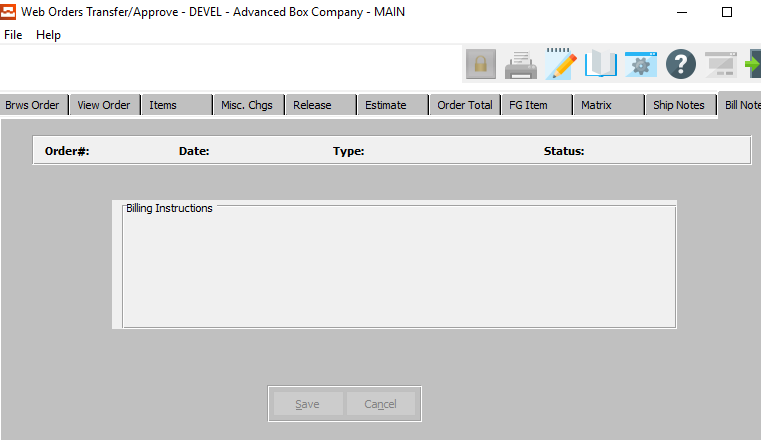 Web Orders Transfer/Approve - DEVEL - Advanced Box Company - MAIN
File Help
Brws Order View Order Items Misc. Chgs Release Estimate Order Total FG Item Matrix Ship Notes Bill Note
Order#: Date: Type: Status:
Billing Instructions
Save Cancel